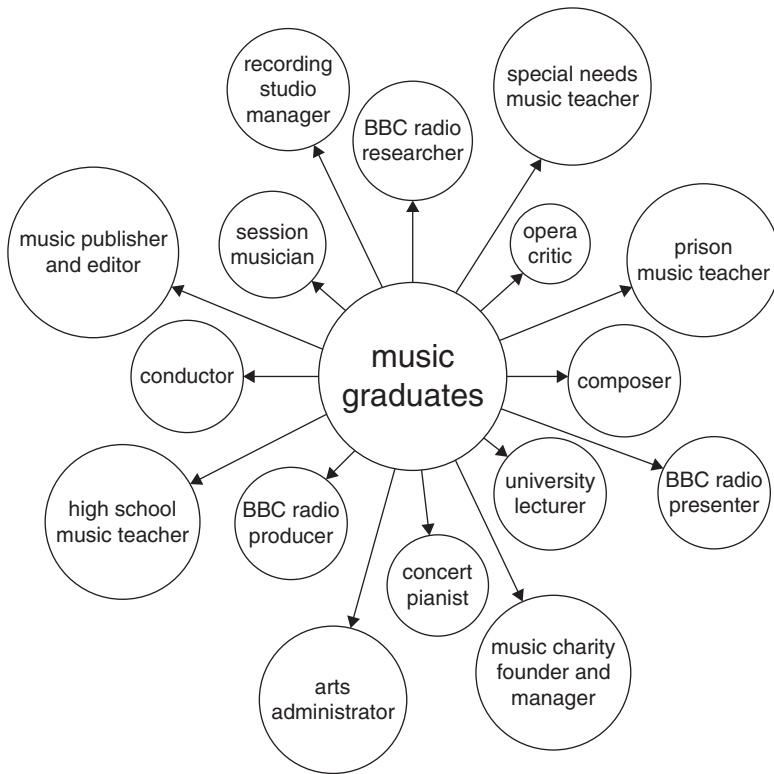 recording
studio
manager
special needs
music teacher
BBC radio
researcher
music publisher
and editor
session
musician
opera
critic
prison
music teacher
music
graduates
conductor
composer
high school
music teacher
BBC radio
producer
university
lecturer
BBC radio
presenter
concert
pianist
arts
administrator
music charity
founder and
manager